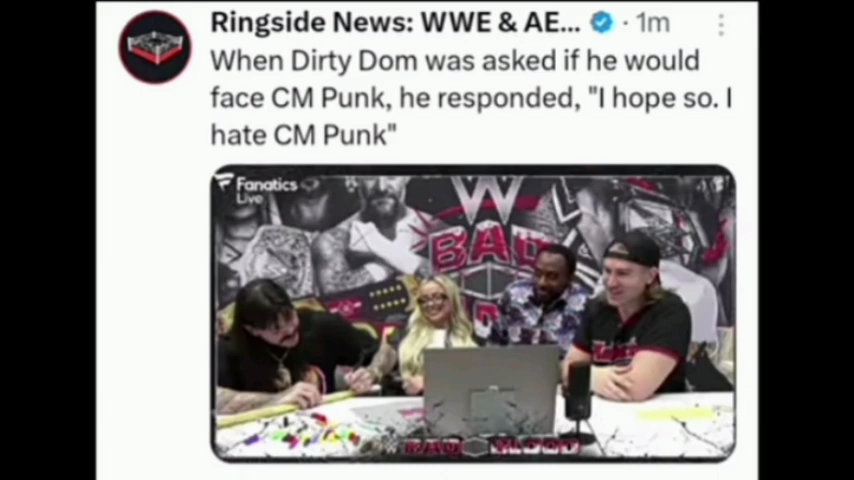 Ringside News: WWE & AE... · 1m
When Dirty Dom was asked if he would
face CM Punk, he responded, "I hope so. I
hate CM Punk"
Fanatics
Live
W
BAD